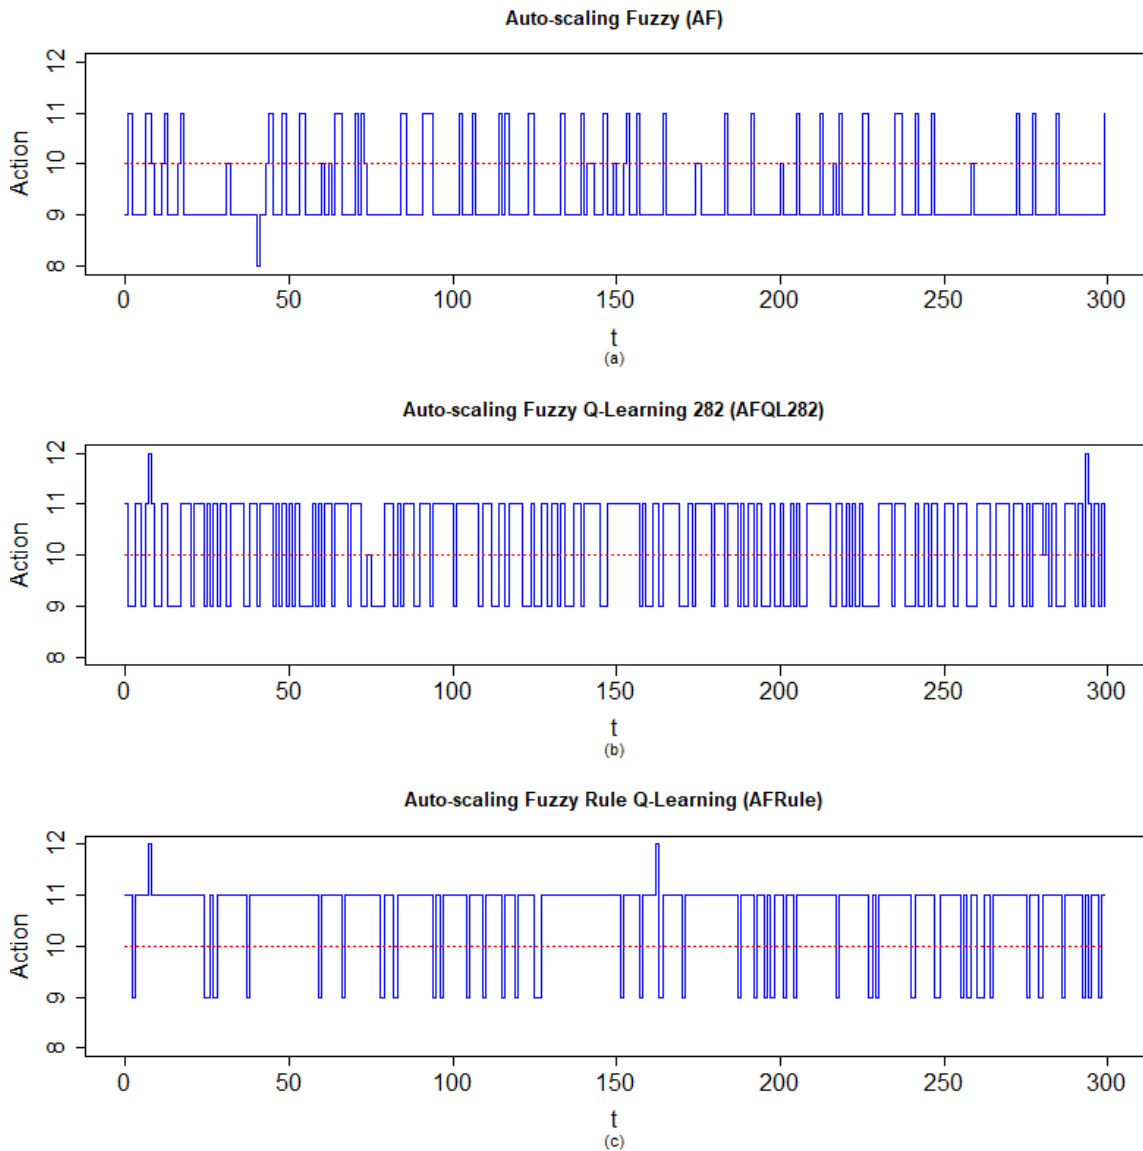 Auto-scaling Fuzzy (AF)
12
11
10
9
8
Action
0 50 100 150 200 250 300
t
(a)
Auto-scaling Fuzzy Q-Learning 282 (AFQL282)
12
11
10
9
8
Action
0 50 100 150 200 250 300
t
(b)
Auto-scaling Fuzzy Rule Q-Learning (AFRule)
12
11
10
9
8
Action
0 50 100 150 200 250 300
t
(c)